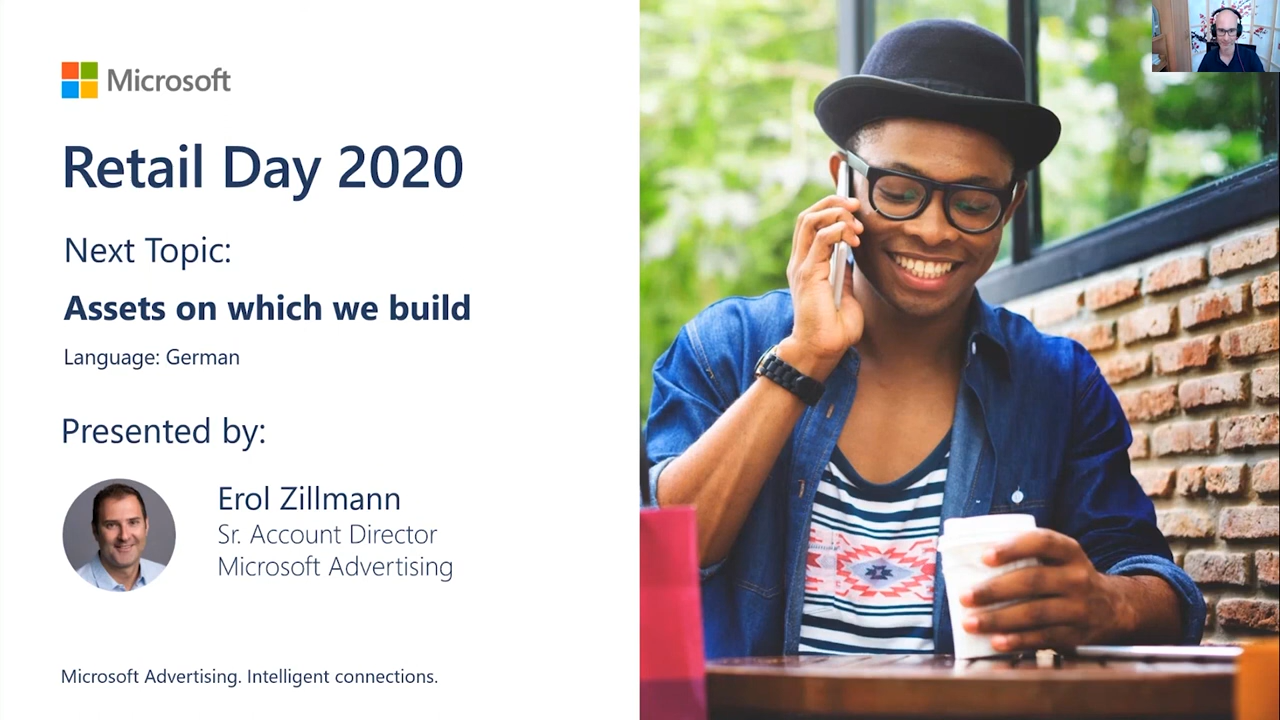 Microsoft
Retail Day 2020
Next Topic:
Assets on which we build
Language: German
Presented by:
Erol Zillmann
Sr. Account Director
Microsoft Advertising
Microsoft Advertising. Intelligent connections.